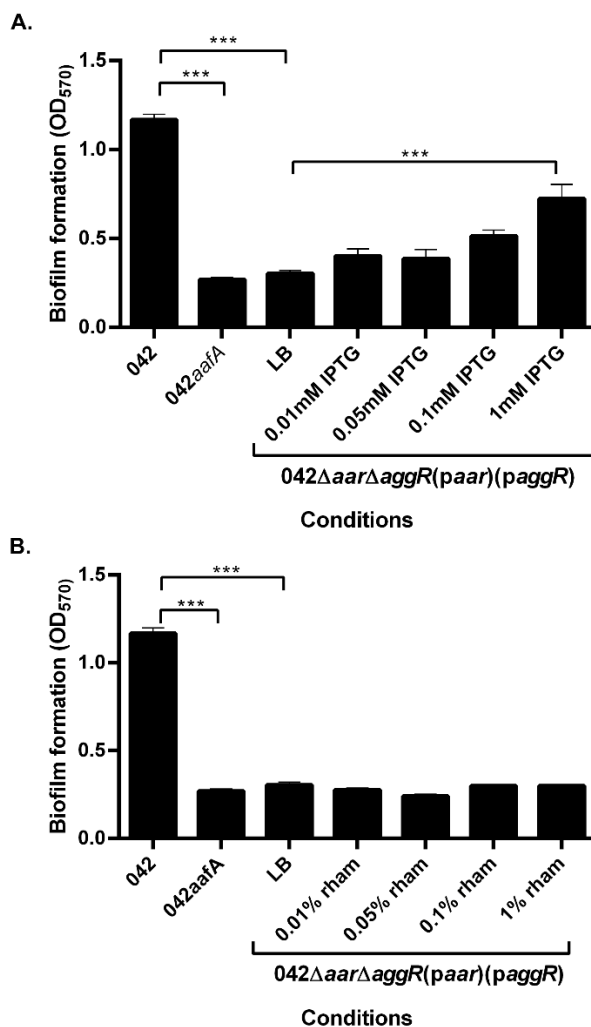 A.
***
***
***
Biofilm formation (OD570)
1.5
1.0
0.5
0.0
042
042aafA
LB
0.01mM IPTG
0.05mM IPTG
0.1mM IPTG
1mM IPTG
042ΔaarΔaggR(paar)(paggR)
Conditions
B.
***
***
Biofilm formation (OD570)
1.5
1.0
0.5
0.0
042
042aafA
LB
0.01% rham
0.05% rham
0.1% rham
1% rham
042ΔaarΔaggR(paar)(paggR)
Conditions